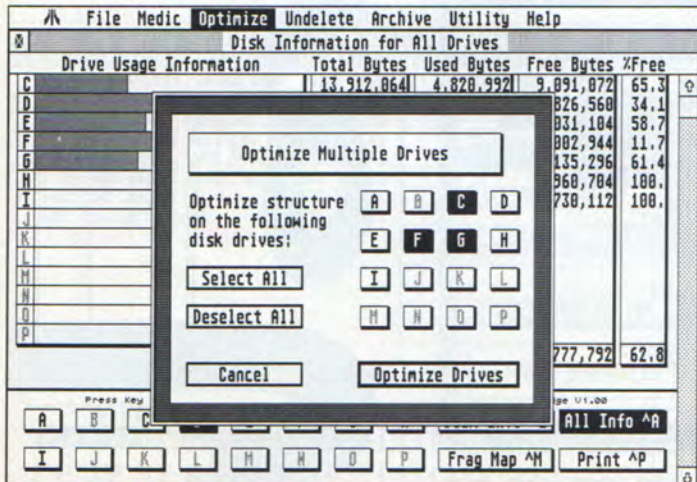 File Medic Optimize Undelete Archive Utility Help
Disk Information for All Drives
Drive Usage Information Total Bytes Used Bytes Free Bytes %Free
C 13,912,064 4,820,992 9,091,072 65.3
D 826,560 34.1
E 031,104 58.7
F 002,944 11.7
G 135,296 61.4
H 960,704 100.
I 730,112 100.
J
K
L
M
N
O
P
777,792 62.8
Optimize Multiple Drives
Optimize structure
on the following
disk drives:
A B C D
E F G H
I J K L
M N O P
Select All
Deselect All
Cancel Optimize Drives
Press Key V1.00
A B C All Info ^A
I J K L M N O P Frag Map ^M Print ^P